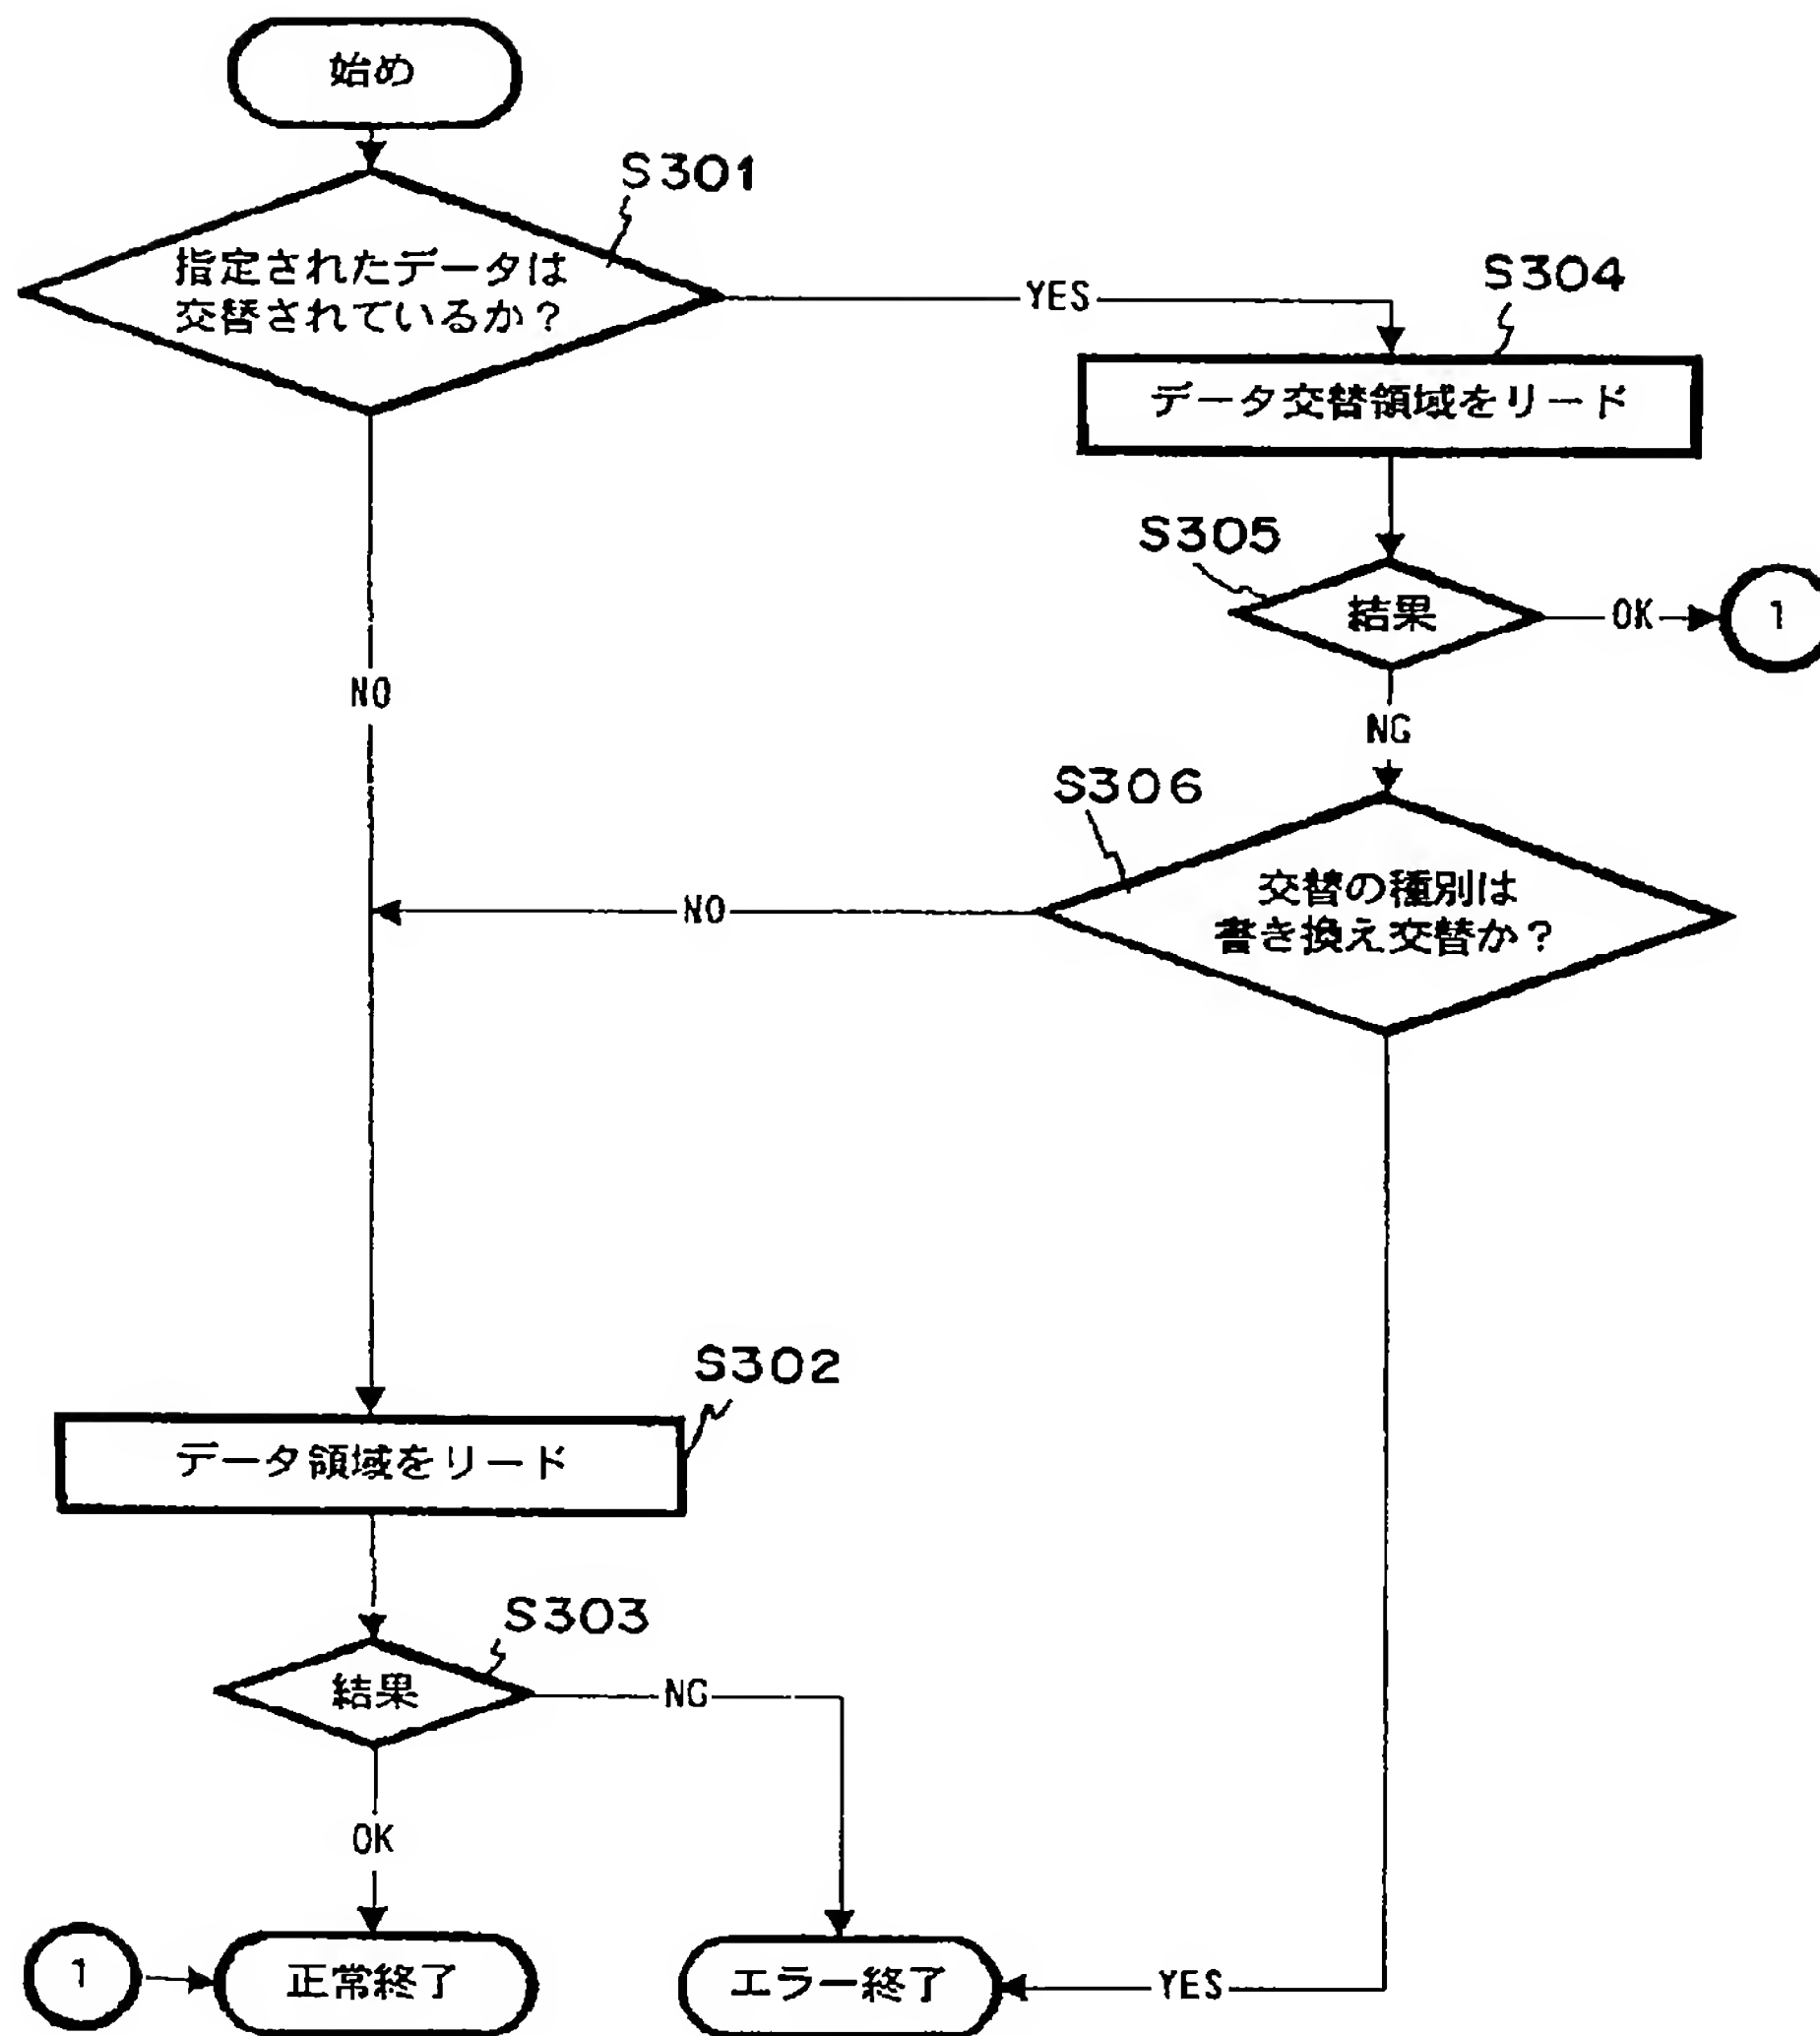 始め
S301
指定されたデータは
交替されているか?
YES
S304
データ交替領域をリード
S305
結果
OK
1
NO
NG
S306
交替の種別は
書き換え交替か?
NO
S302
データ領域をリード
S303
結果
NG
OK
1
正常終了
エラー終了
YES